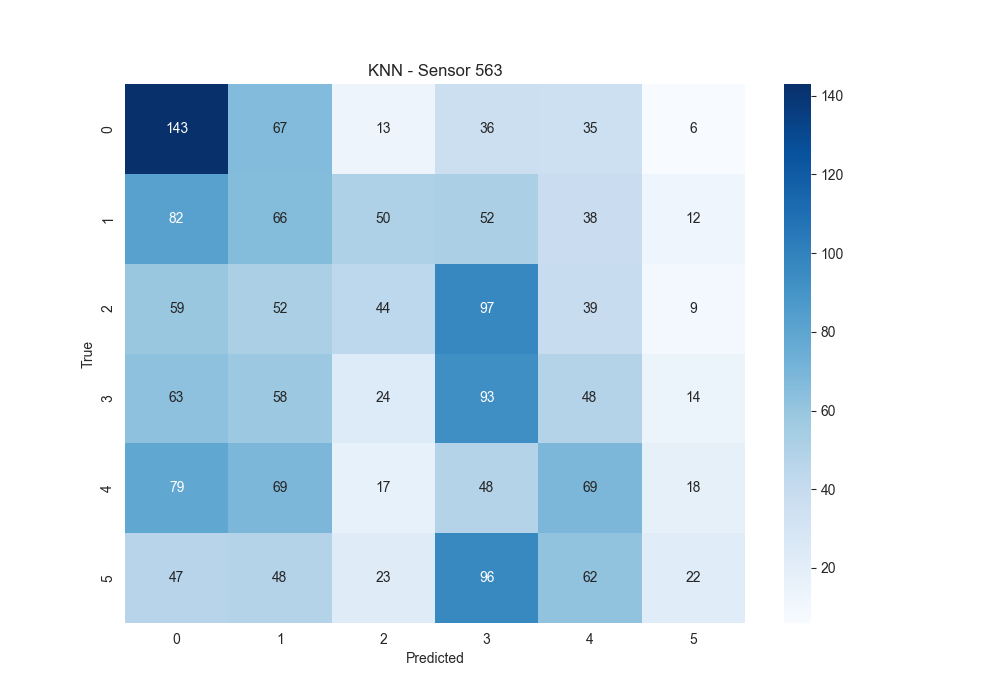 KNN - Sensor 563
0 143 67 13 36 35 6
1 82 66 50 52 38 12
2 59 52 44 97 39 9
3 63 58 24 93 48 14
4 79 69 17 48 69 18
5 47 48 23 96 62 22
0 1 2 3 4 5
Predicted
True
140
120
100
80
60
40
20